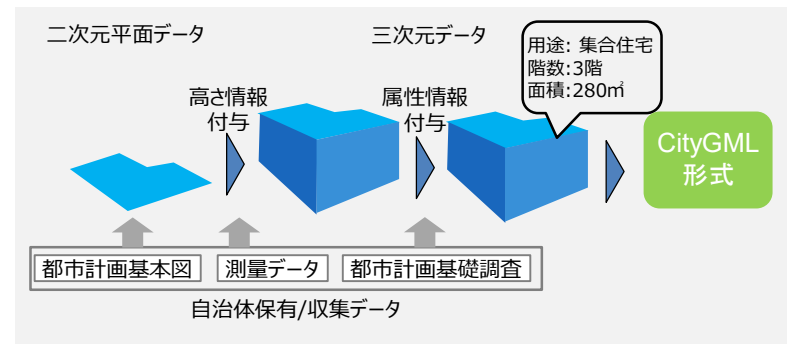 二次元平面データ
三次元データ
用途: 集合住宅
階数:3階
面積:280㎡
高さ情報
付与
属性情報
付与
CityGML
形式
都市計画基本図
測量データ
都市計画基礎調査
自治体保有/収集データ